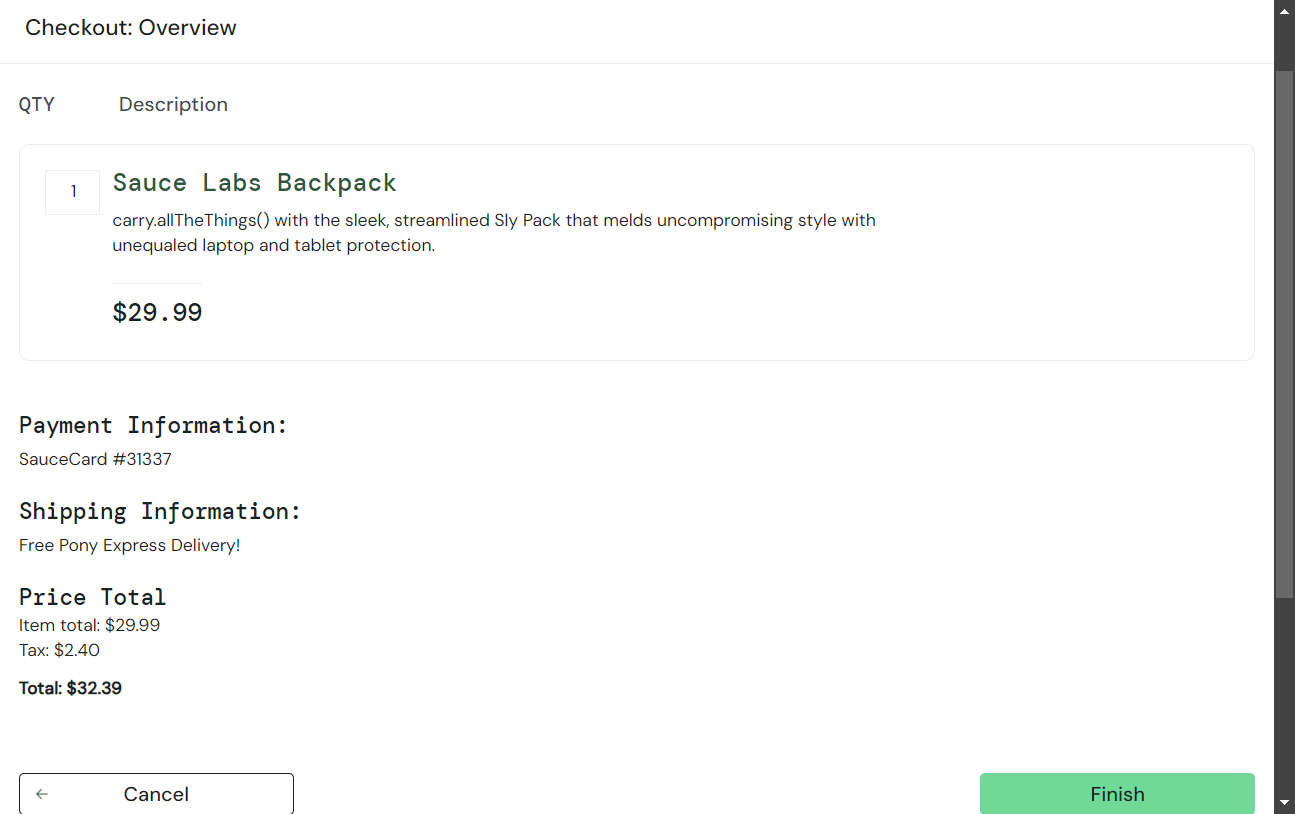 Checkout: Overview
QTY Description
1
Sauce Labs Backpack
carry.allTheThings() with the sleek, streamlined Sly Pack that melds uncompromising style with
unequaled laptop and tablet protection.
$29.99
Payment Information:
SauceCard #31337
Shipping Information:
Free Pony Express Delivery!
Price Total
Item total: $29.99
Tax: $2.40
Total: $32.39
Cancel Finish